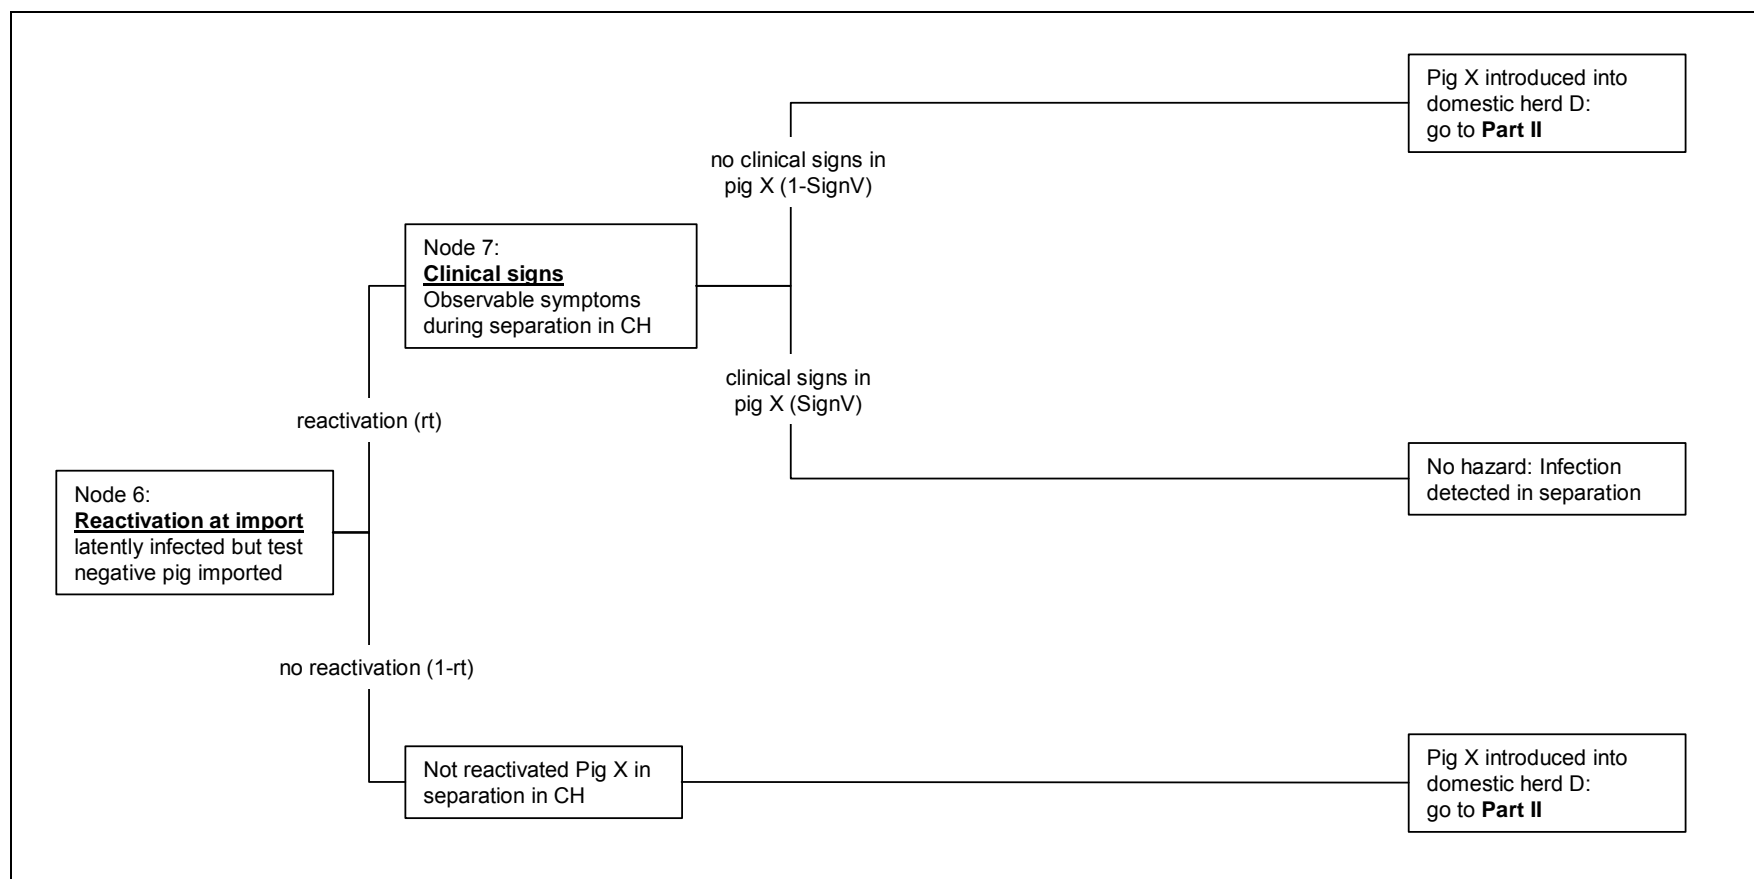 Pig X introduced into
domestic herd D:
go to Part II
no clinical signs in
pig X (1-SignV)
Node 7:
Clinical signs
Observable symptoms
during separation in CH
clinical signs in
pig X (SignV)
reactivation (rt)
No hazard: Infection
detected in separation
Node 6:
Reactivation at import
latently infected but test
negative pig imported
no reactivation (1-rt)
Not reactivated Pig X in
separation in CH
Pig X introduced into
domestic herd D:
go to Part II